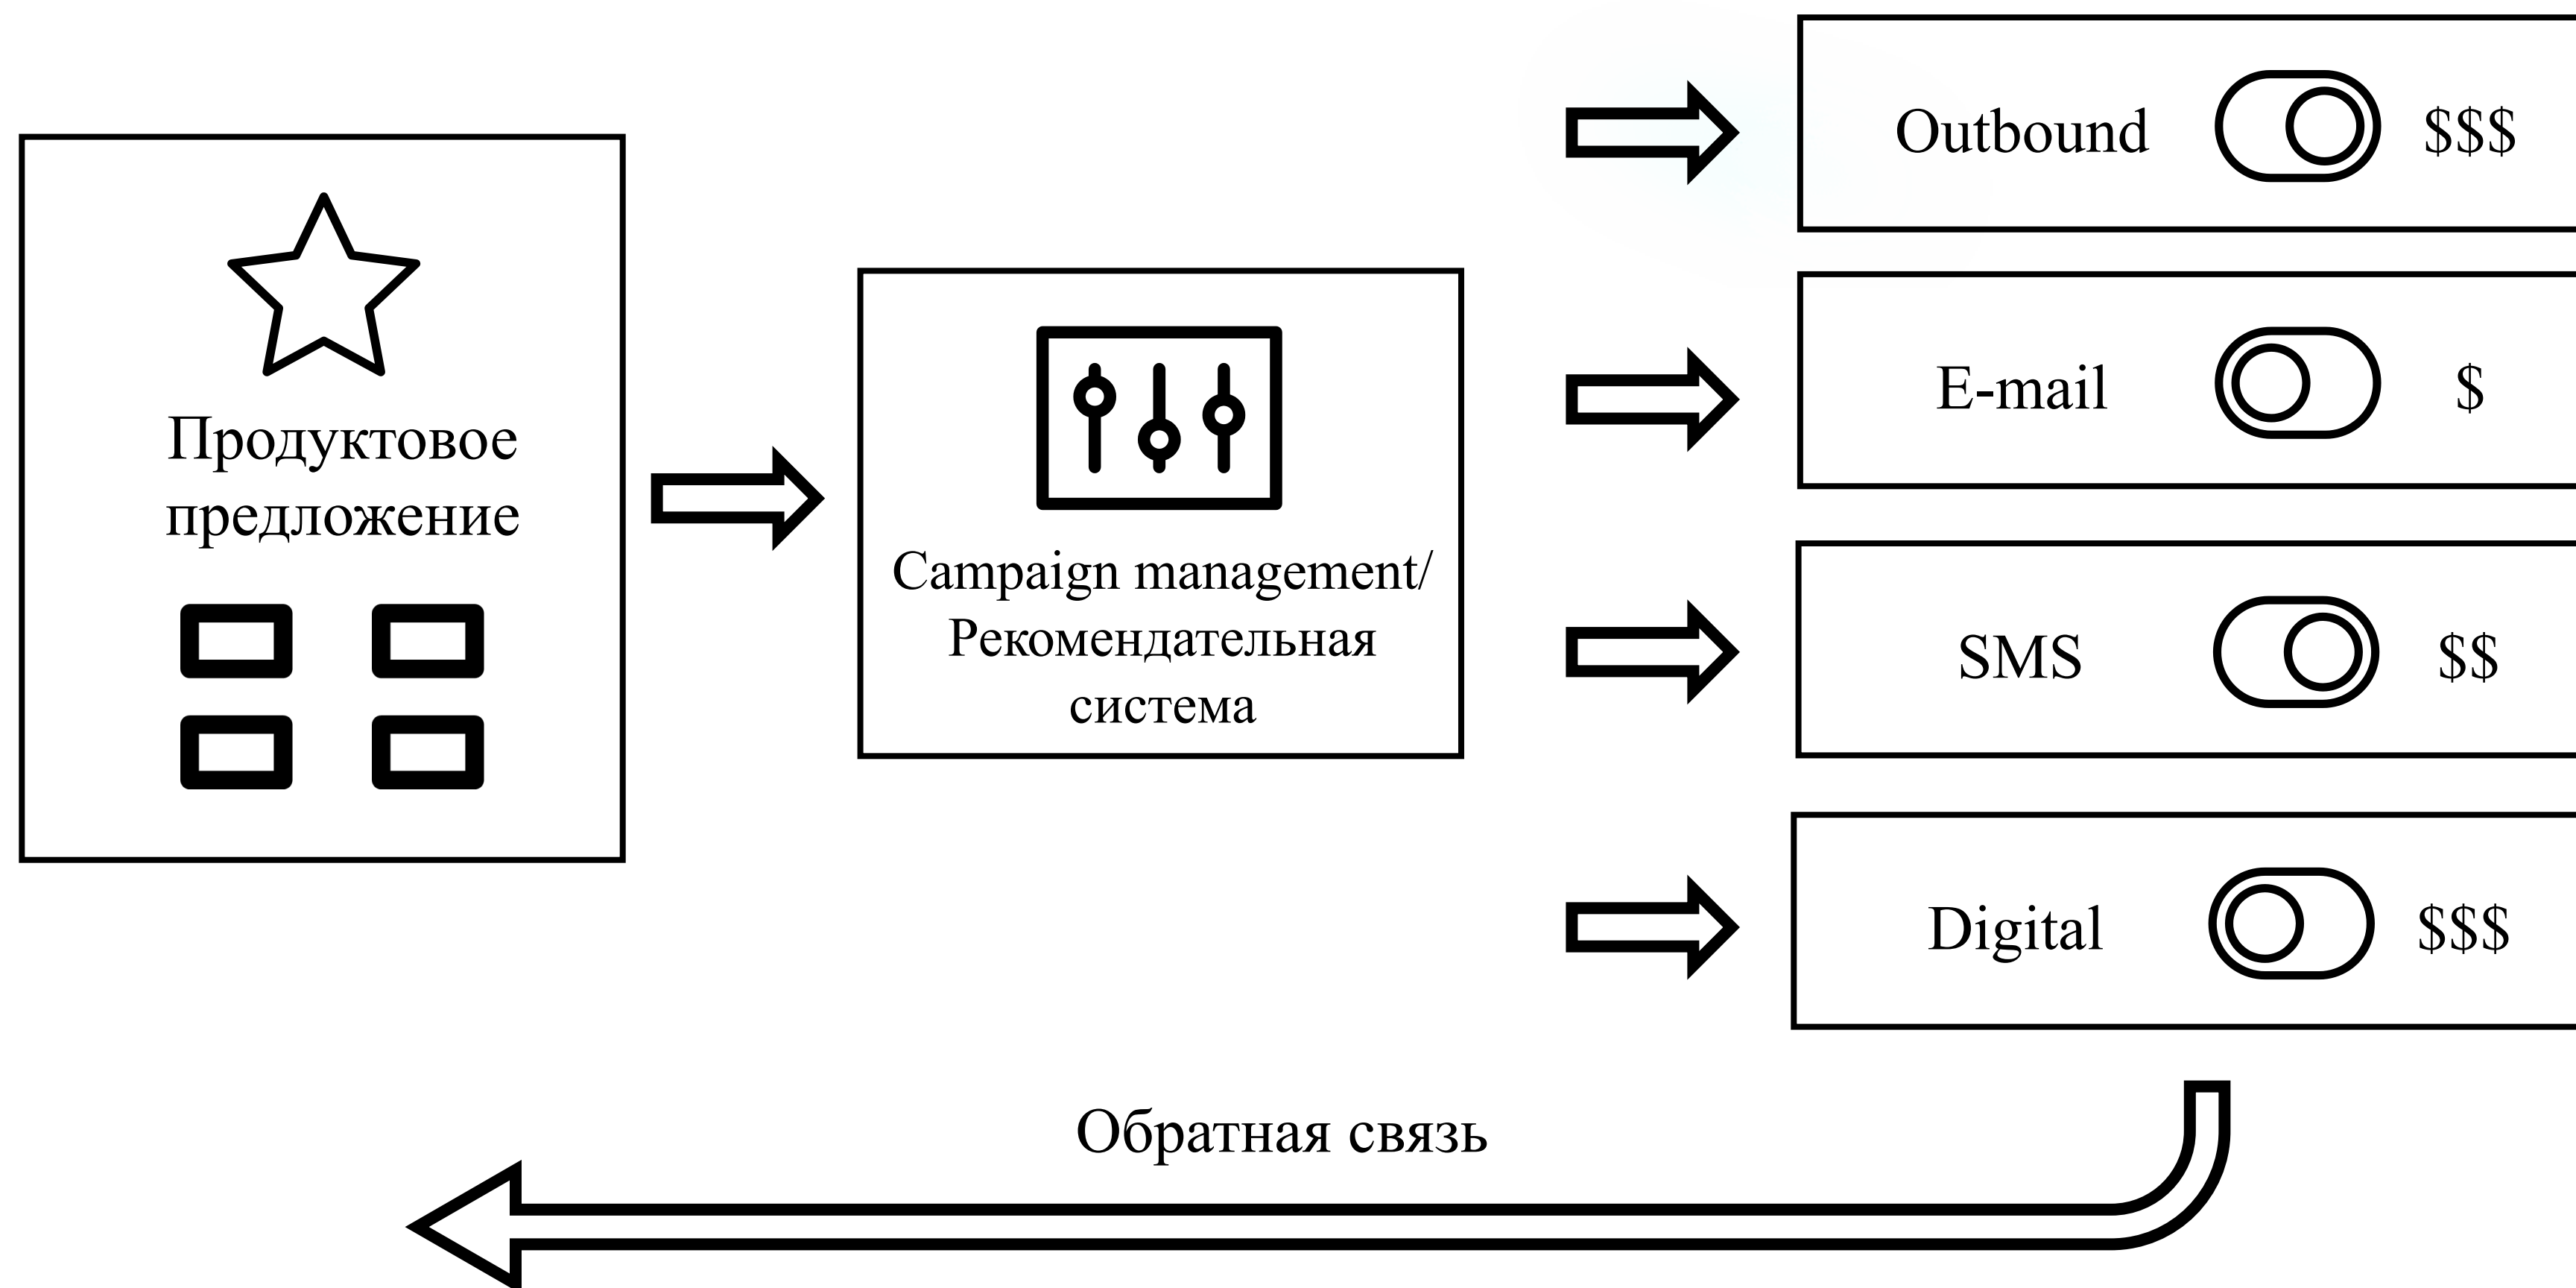 Продуктовое
предложение
Campaign management/
Рекомендательная
система
Outbound $$$
E-mail $
SMS $$
Digital $$$
Обратная связь